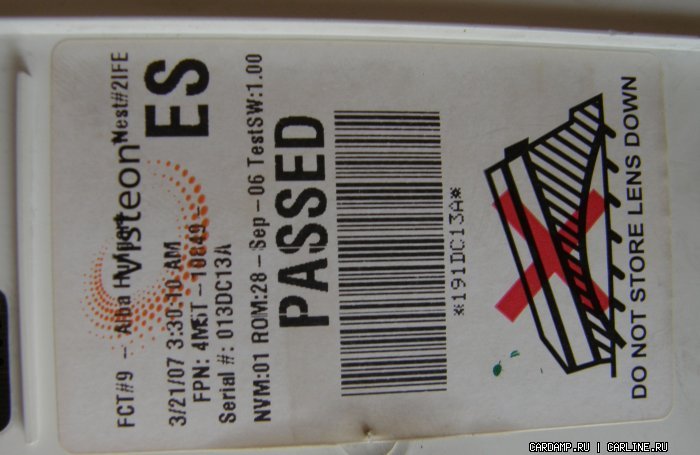 FCT#9 - Alba Hungary Nest#2IFE
Visteon
ES
3/21/07 3:30:10 AM
FPN: 4M5T-10849-
Serial #: 013DC13A
NVM:01 ROM:28-Sep-06 TestSW:1.00
PASSED
*191DC13A*
DO NOT STORE LENS DOWN
CARDAMP.RU | CARLINE.RU